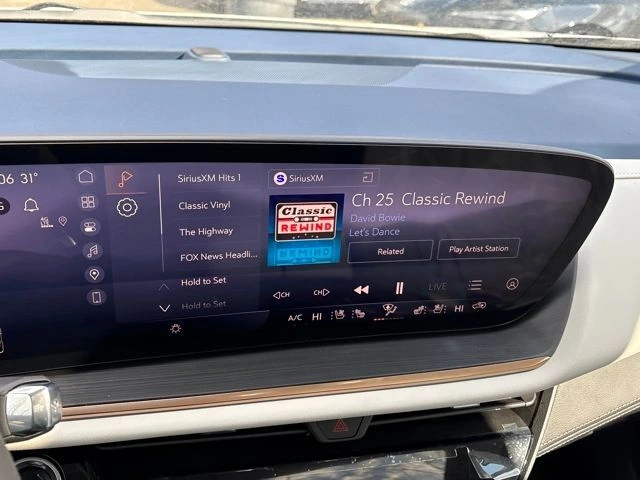 06 31°
SiriusXM Hits 1
Classic Vinyl
The Highway
FOX News Headli...
Hold to Set
Hold to Set
S SiriusXM
Classic
REWIND
Ch 25 Classic Rewind
David Bowie
Let's Dance
Related
Play Artist Station
CH
CH
LIVE
A/C HI
HI